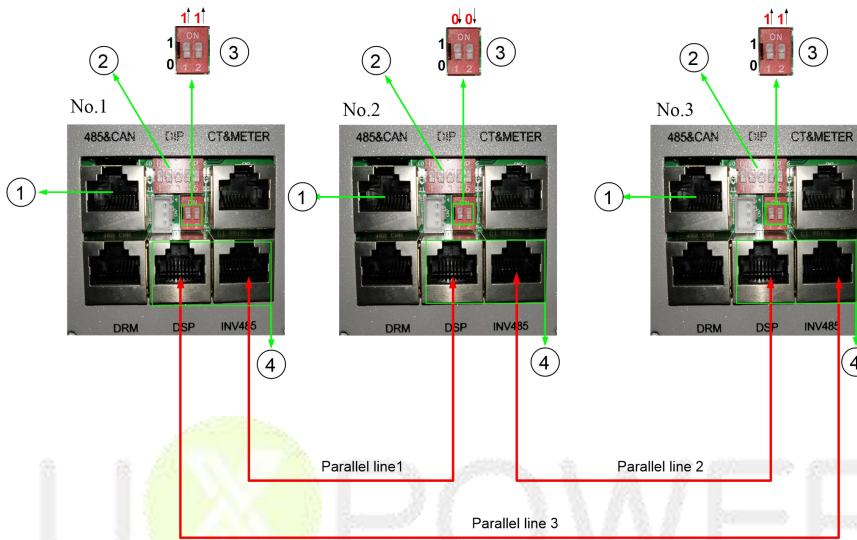 1 1
ON
1
0
1 2
3
2
No.1
485&CAN DIP CT&METER
1
DRM DSP INV485
4
0 0
ON
1
0
1 2
3
2
No.2
485&CAN DIP CT&METER
1
DRM DSP INV485
4
1 1
ON
1
0
1 2
3
2
No.3
485&CAN DIP CT&METER
1
DRM DSP INV485
4
Parallel line1
Parallel line 2
Parallel line 3
LUXPOWER